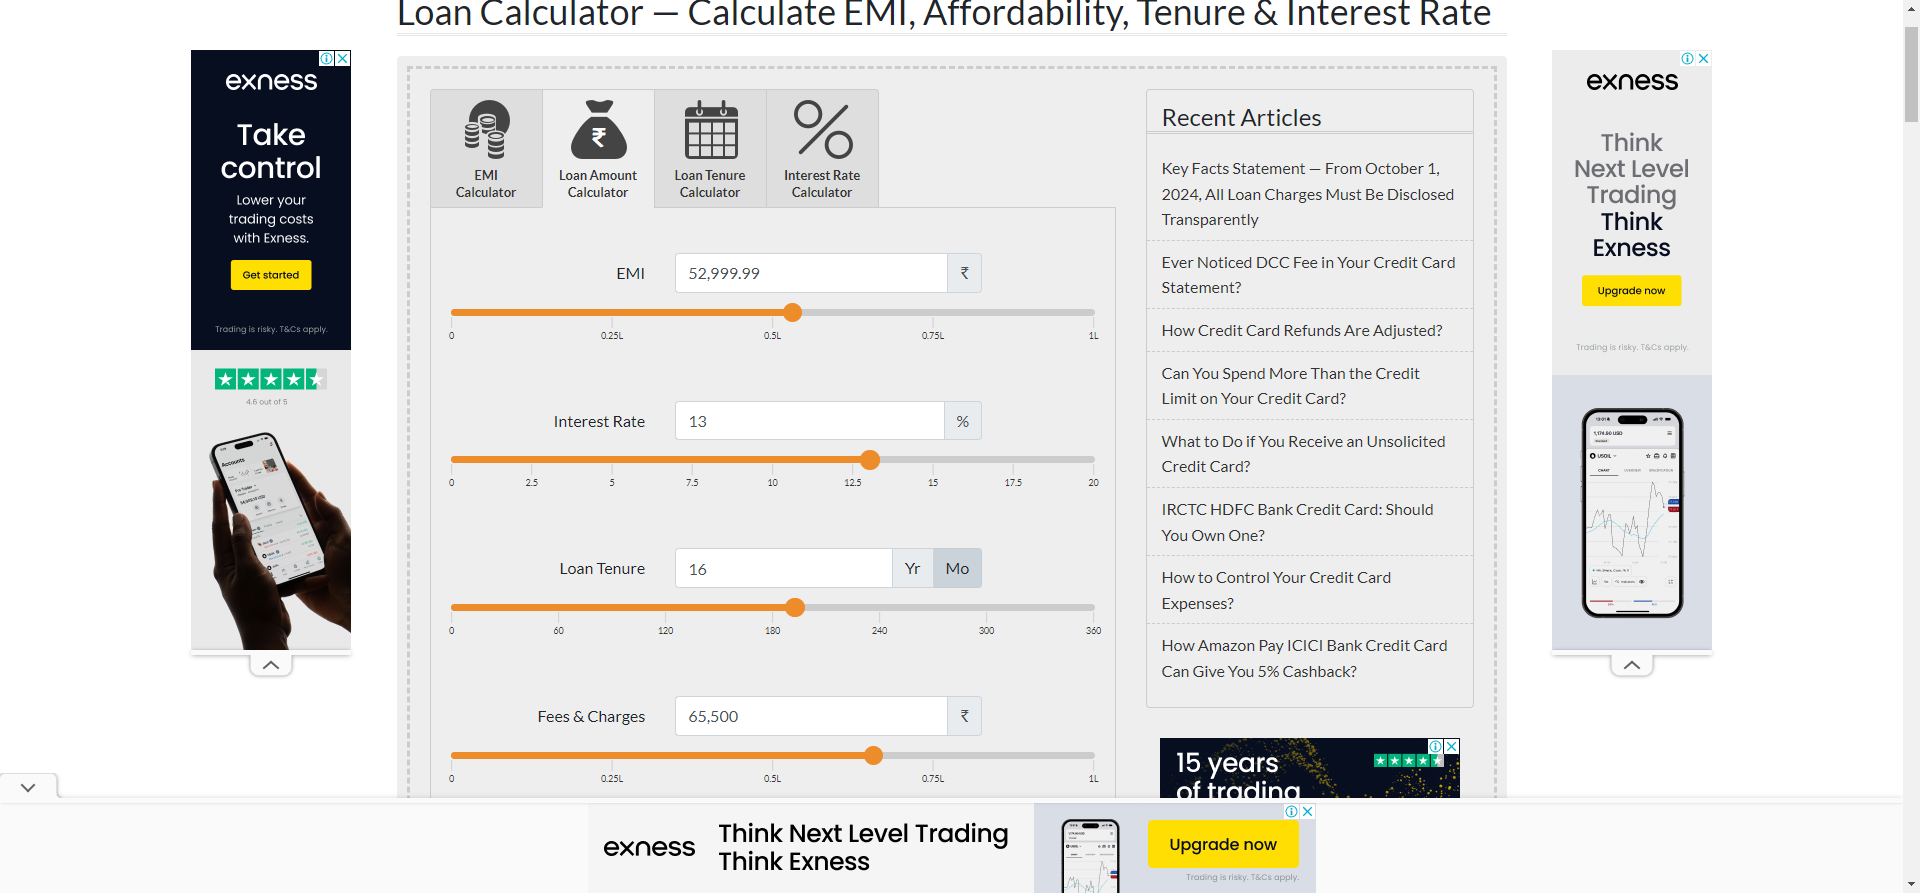 Loan Calculator — Calculate EMI, Affordability, Tenure & Interest Rate
exness
Take
control
Lower your
trading costs
with Exness.
Get started
Trading is risky. T&Cs apply.
4.6 out of 5
Accounts
EMI
Calculator
Loan Amount
Calculator
Loan Tenure
Calculator
Interest Rate
Calculator
EMI 52,999.99 ₹
0 0.25L 0.5L 0.75L 1L
Interest Rate 13 %
0 2.5 5 7.5 10 12.5 15 17.5 20
Loan Tenure 16 Yr Mo
0 60 120 180 240 300 360
Fees & Charges 65,500 ₹
0 0.25L 0.5L 0.75L 1L
Recent Articles
Key Facts Statement — From October 1,
2024, All Loan Charges Must Be Disclosed
Transparently
Ever Noticed DCC Fee in Your Credit Card
Statement?
How Credit Card Refunds Are Adjusted?
Can You Spend More Than the Credit
Limit on Your Credit Card?
What to Do if You Receive an Unsolicited
Credit Card?
IRCTC HDFC Bank Credit Card: Should
You Own One?
How to Control Your Credit Card
Expenses?
How Amazon Pay ICICI Bank Credit Card
Can Give You 5% Cashback?
15 years
of trading
exness
Think
Next Level
Trading
Think
Exness
Upgrade now
Trading is risky. T&Cs apply.
1,174.90 USD
USOIL
CHART OVERVIEW
exness
Think Next Level Trading
Think Exness
Upgrade now
Trading is risky. T&Cs apply.